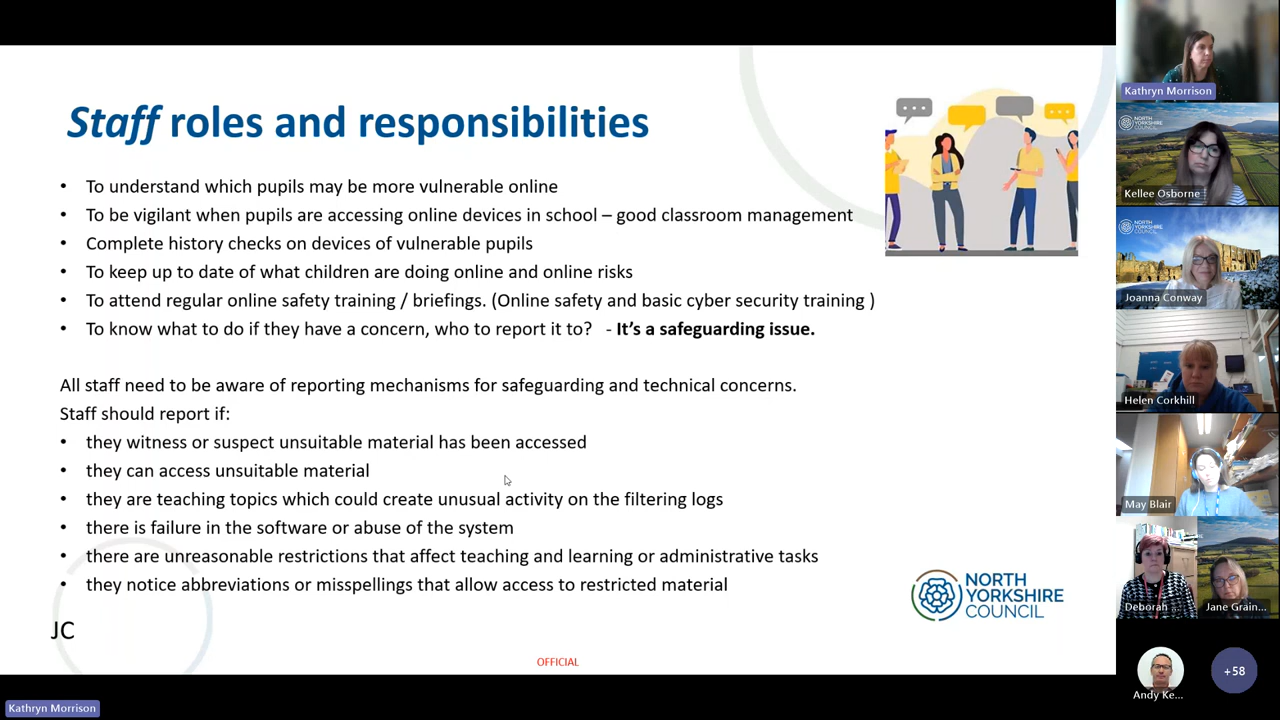 Staff roles and responsibilities
• To understand which pupils may be more vulnerable online
• To be vigilant when pupils are accessing online devices in school – good classroom management
• Complete history checks on devices of vulnerable pupils
• To keep up to date of what children are doing online and online risks
• To attend regular online safety training / briefings. (Online safety and basic cyber security training )
• To know what to do if they have a concern, who to report it to? - It’s a safeguarding issue.
All staff need to be aware of reporting mechanisms for safeguarding and technical concerns.
Staff should report if:
• they witness or suspect unsuitable material has been accessed
• they can access unsuitable material
• they are teaching topics which could create unusual activity on the filtering logs
• there is failure in the software or abuse of the system
• there are unreasonable restrictions that affect teaching and learning or administrative tasks
• they notice abbreviations or misspellings that allow access to restricted material
JC
OFFICIAL
NORTH
YORKSHIRE
COUNCIL
Kathryn Morrison
Kathryn Morrison
NORTH
YORKSHIRE
COUNCIL
Kellee Osborne
NORTH
YORKSHIRE
COUNCIL
Joanna Conway
Helen Corkhill
May Blair
Deborah ...
Jane Grain...
Andy Ke...
+58